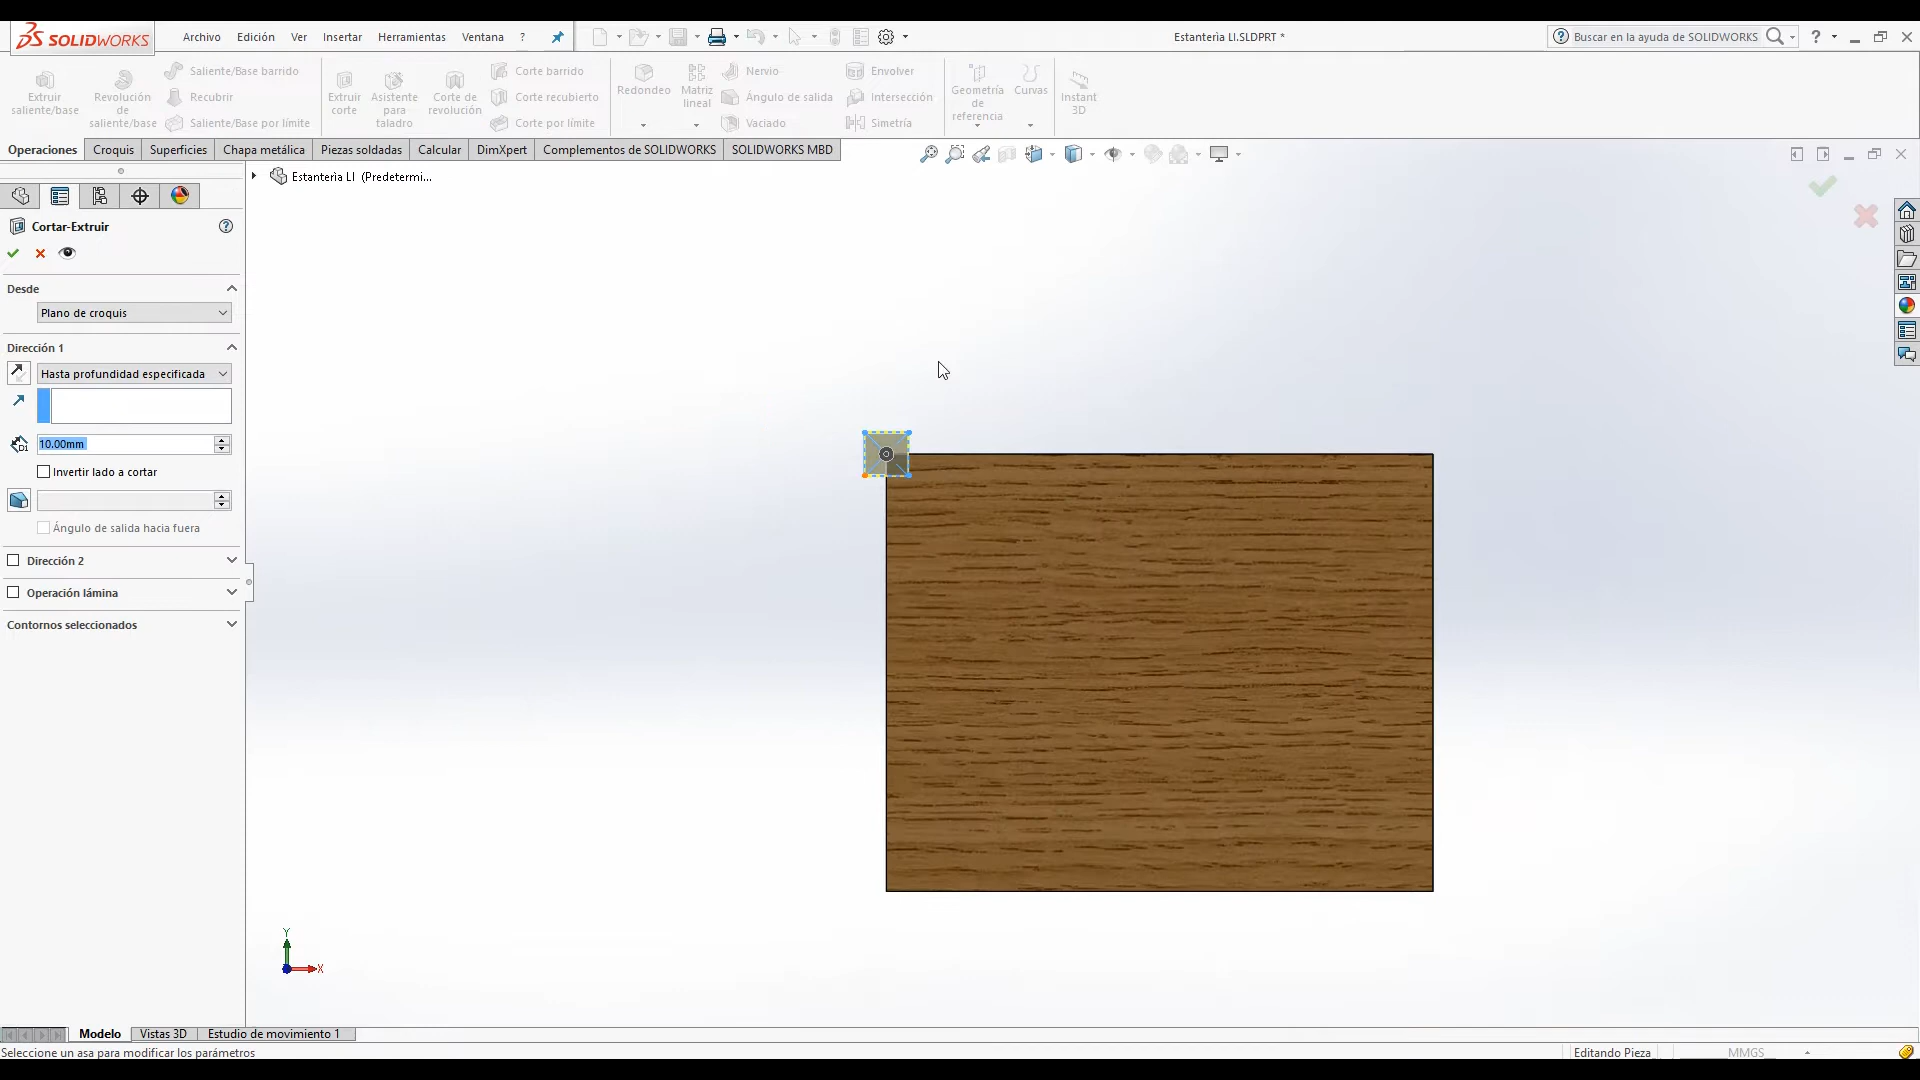 SOLIDWORKS Archivo Edición Ver Insertar Herramientas Ventana ? Estantería LI.SLDPRT * Buscar en la ayuda de SOLIDWORKS ?
Extruir saliente/base
Revolución de saliente/base
Saliente/Base barrido
Recubrir
Saliente/Base por límite
Extruir corte
Asistente para taladro
Corte de revolución
Corte barrido
Corte recubierto
Corte por límite
Redondeo
Matriz lineal
Nervio
Ángulo de salida
Vaciado
Envolver
Intersección
Simetría
Geometría de referencia
Curvas
Instant 3D
Operaciones Croquis Superficies Chapa metálica Piezas soldadas Calcular DimXpert Complementos de SOLIDWORKS SOLIDWORKS MBD
Estantería LI (Predetermi...
Cortar-Extruir ?
Desde
Plano de croquis
Dirección 1
Hasta profundidad especificada
D1
10.00mm
Invertir lado a cortar
Ángulo de salida hacia fuera
Dirección 2
Operación lámina
Contornos seleccionados
Y
X
Modelo Vistas 3D Estudio de movimiento 1
Seleccione un asa para modificar los parámetros Editando Pieza MMGS